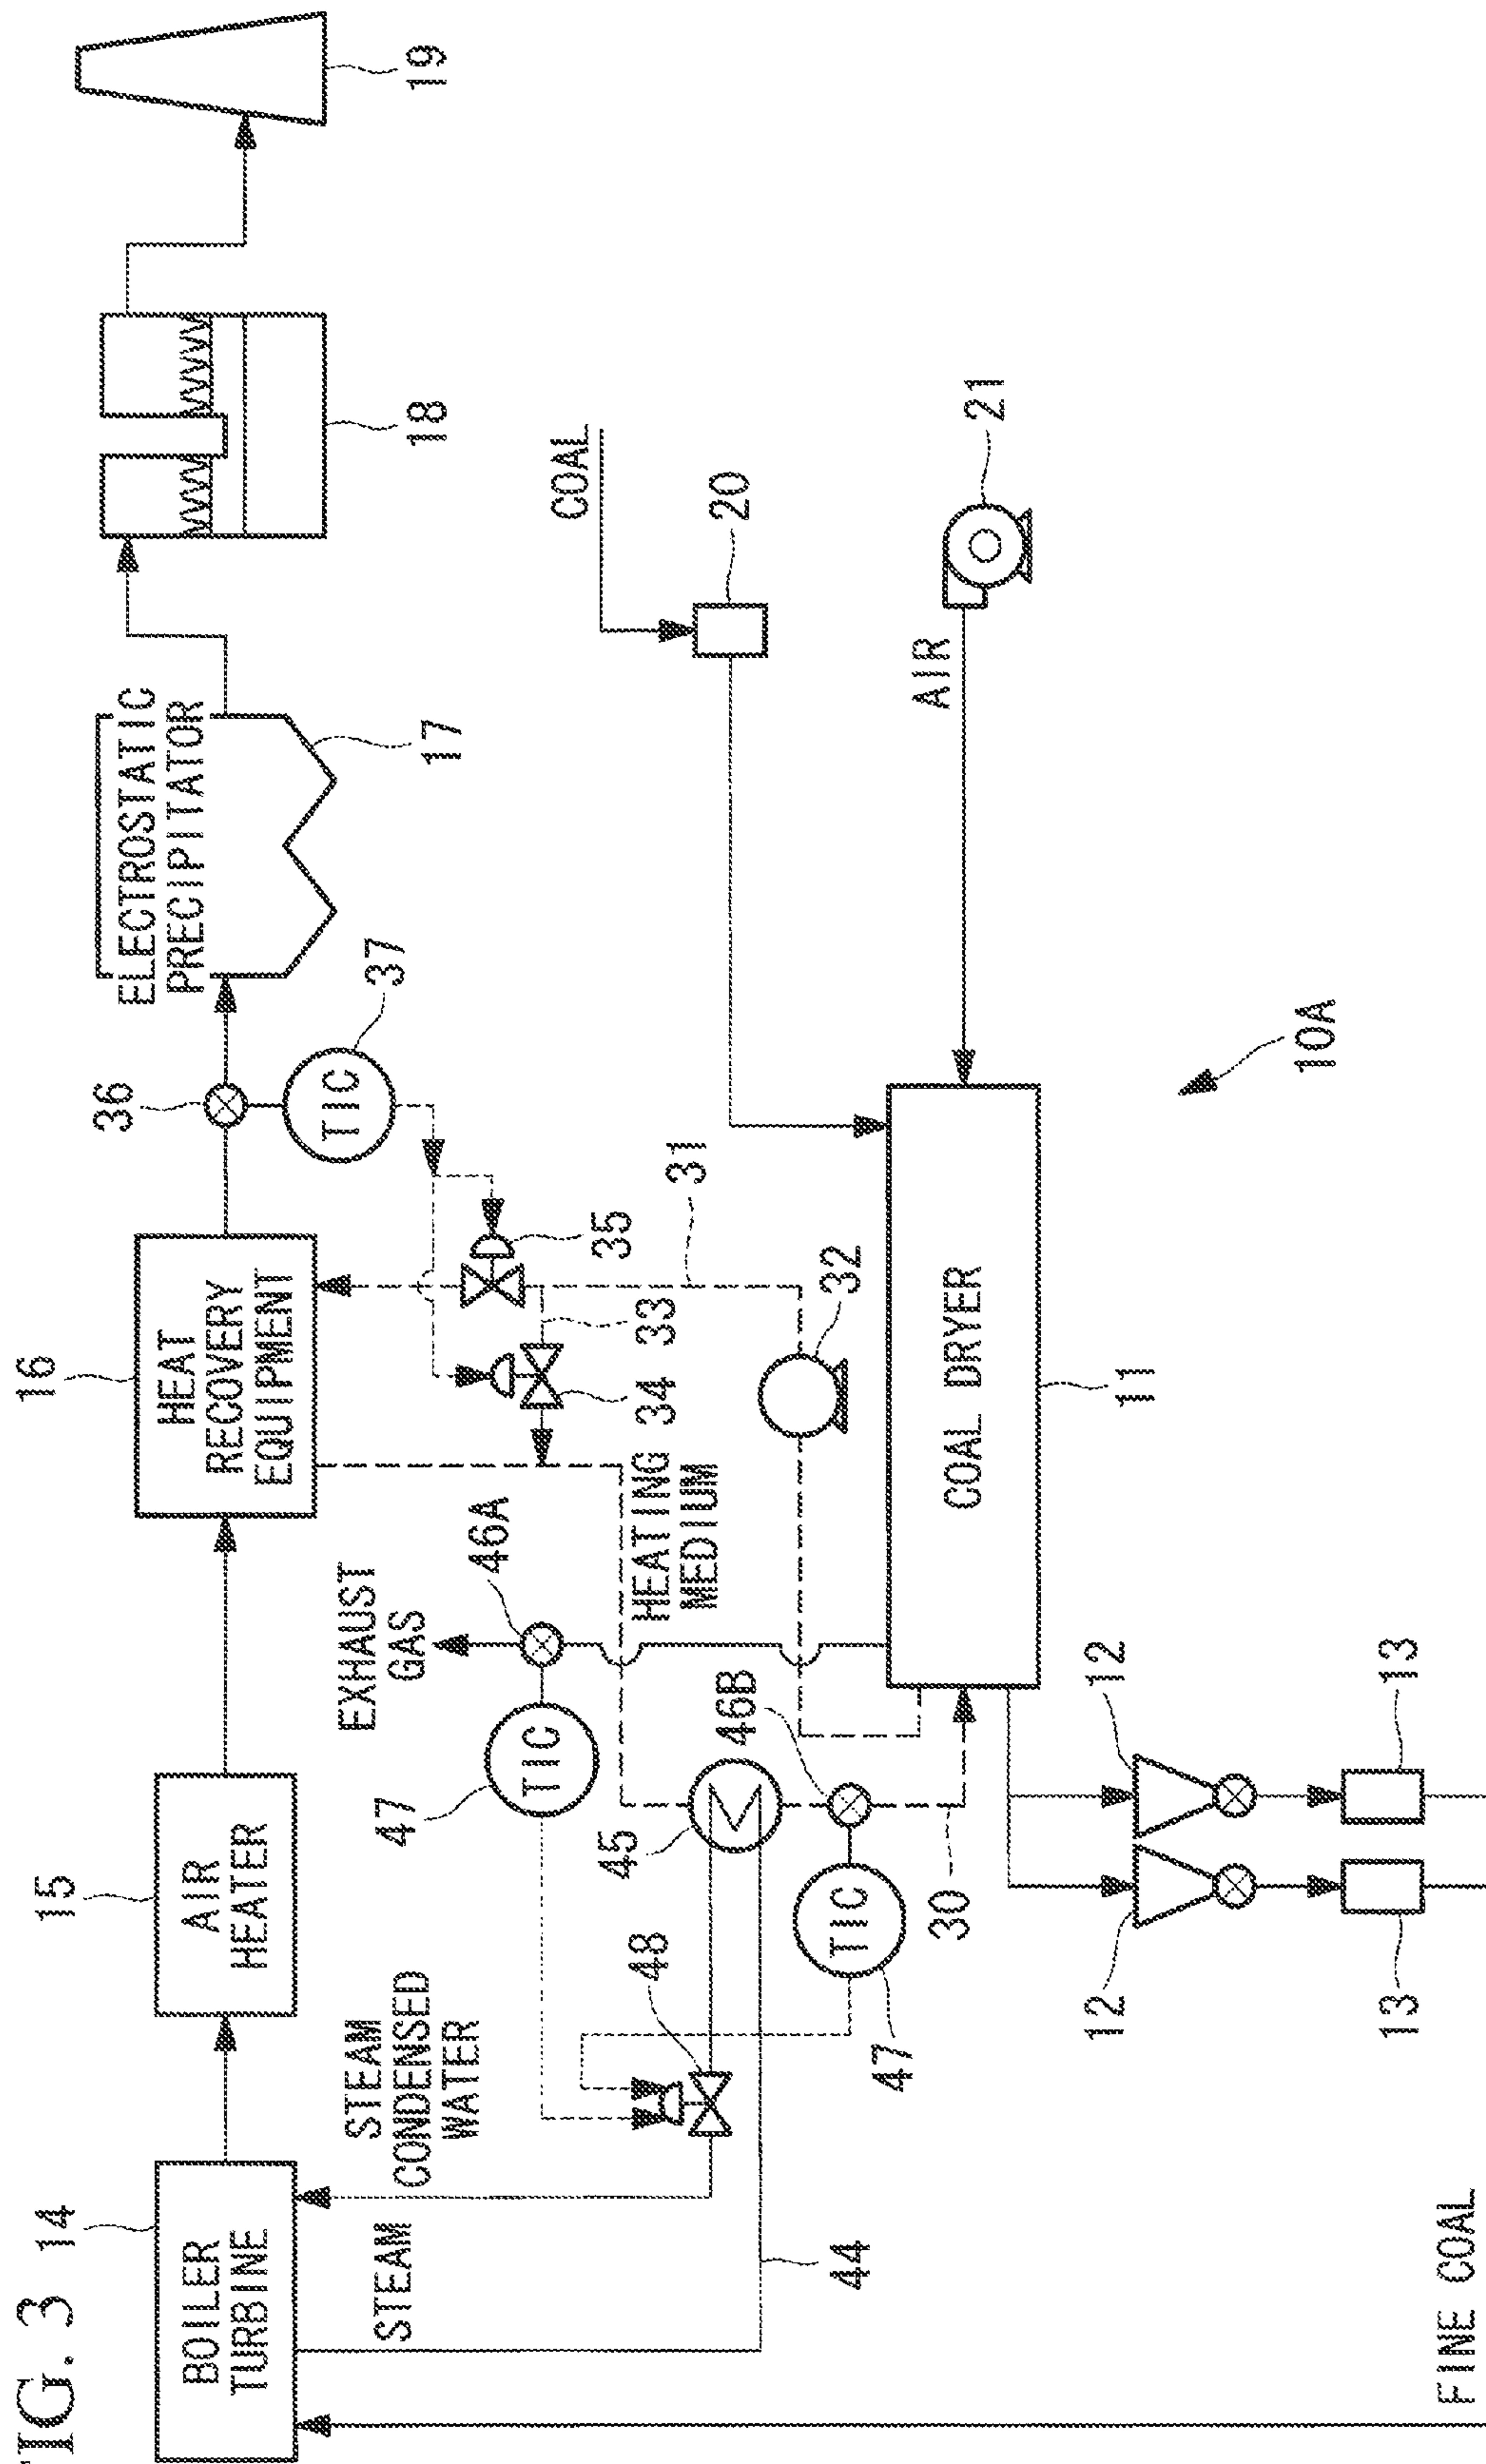 FIG. 3
14
BOILER
TURBINE
15
AIR
HEATER
16
HEAT
RECOVERY
EQUIPMENT
36
TIC
37
ELECTROSTATIC
PRECIPITATOR
17
18
19
STEAM
STEAM
CONDENSED
WATER
44
48
47
TIC
EXHAUST
GAS
46A
45
46B
TIC
47
30
HEATING
MEDIUM
34
33
35
31
32
COAL
20
AIR
21
COAL DRYER
11
10A
12
12
13
13
FINE COAL